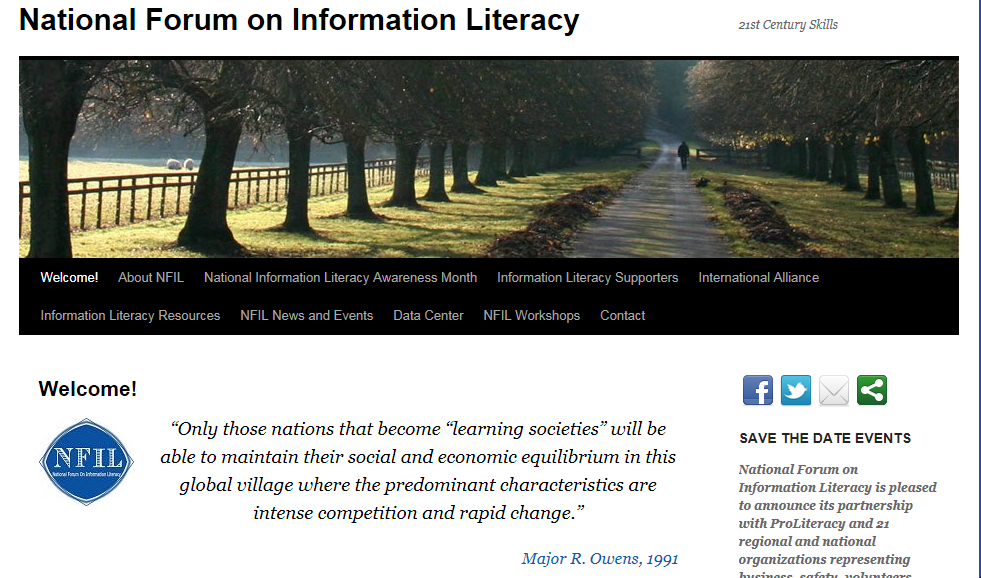 National Forum on Information Literacy
21st Century Skills
Welcome! About NFIL National Information Literacy Awareness Month Information Literacy Supporters International Alliance
Information Literacy Resources NFIL News and Events Data Center NFIL Workshops Contact
Welcome!
NFIL
National Forum On Information Literacy
“Only those nations that become “learning societies” will be
able to maintain their social and economic equilibrium in this
global village where the predominant characteristics are
intense competition and rapid change.”
Major R. Owens, 1991
f
SAVE THE DATE EVENTS
National Forum on
Information Literacy is pleased
to announce its partnership
with ProLiteracy and 21
regional and national
organizations representing
business, safety, volunteers